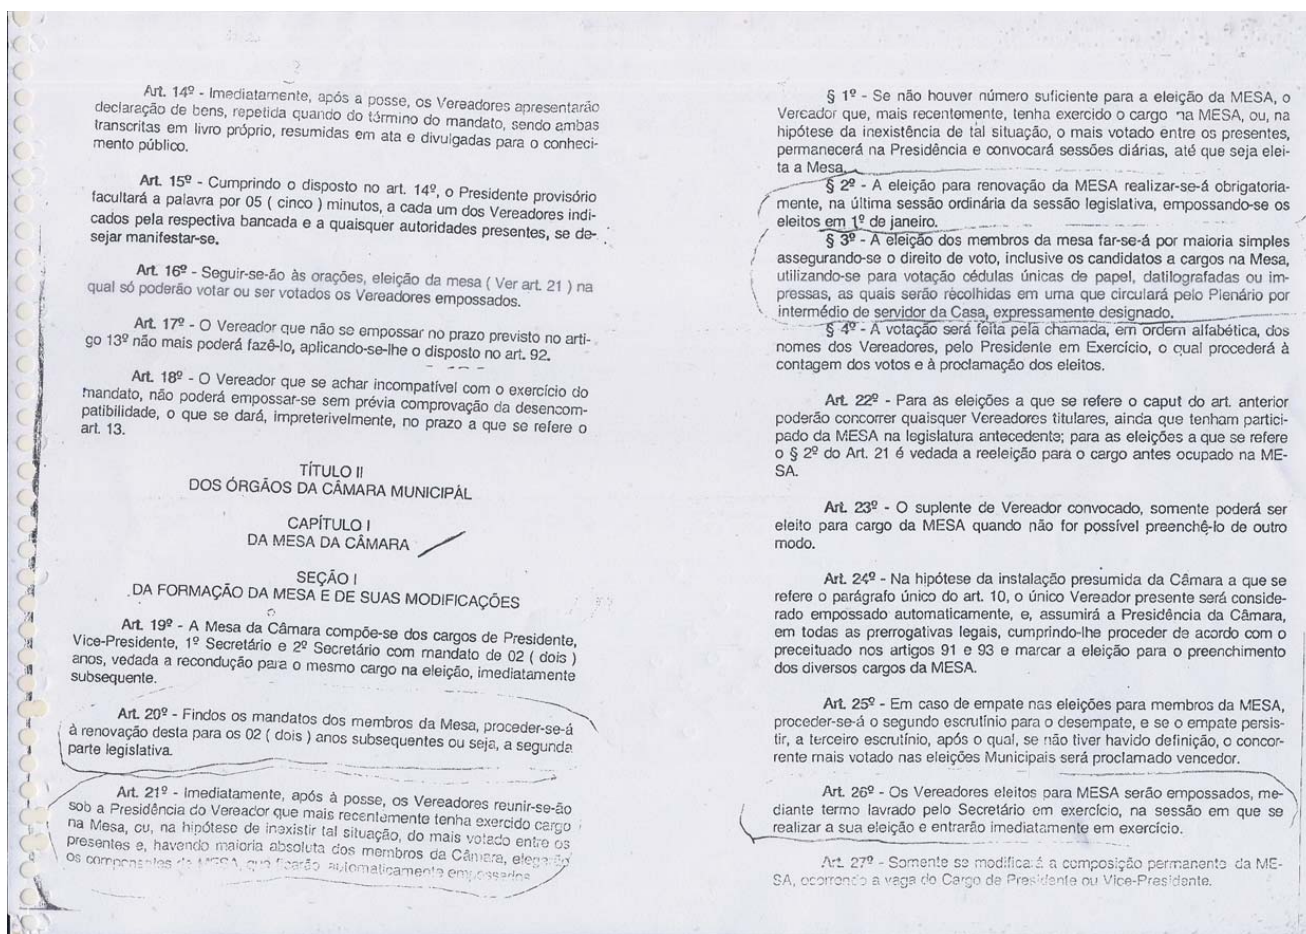 Art. 14º - Imediatamente, após a posse, os Vereadores apresentarão
declaração de bens, repetida quando do término do mandato, sendo ambas
transcritas em livro próprio, resumidas em ata e divulgadas para o conheci-
mento público.
Art. 15º - Cumprindo o disposto no art. 14º, o Presidente provisório
facultará a palavra por 05 ( cinco ) minutos, a cada um dos Vereadores indi-
cados pela respectiva bancada e a quaisquer autoridades presentes, se de-
sejar manifestar-se.
Art. 16º - Seguir-se-ão às orações, eleição da mesa ( Ver art. 21 ) na
qual só poderão votar ou ser votados os Vereadores empossados.
Art. 17º - O Vereador que não se empossar no prazo previsto no arti-
go 13º não mais poderá fazê-lo, aplicando-se-lhe o disposto no art. 92.
Art. 18º - O Vereador que se achar incompatível com o exercício do
mandato, não poderá empossar-se sem prévia comprovação da desencom-
patibilidade, o que se dará, impreterivelmente, no prazo a que se refere o
art. 13.
TÍTULO II
DOS ÓRGÃOS DA CÂMARA MUNICIPAL
CAPÍTULO I
DA MESA DA CÂMARA
SEÇÃO I
DA FORMAÇÃO DA MESA E DE SUAS MODIFICAÇÕES
Art. 19º - A Mesa da Câmara compõe-se dos cargos de Presidente,
Vice-Presidente, 1º Secretário e 2º Secretário com mandato de 02 ( dois )
anos, vedada a recondução para o mesmo cargo na eleição, imediatamente
subsequente.
Art. 20º - Findos os mandatos dos membros da Mesa, proceder-se-á
à renovação desta para os 02 ( dois ) anos subsequentes ou seja, a segunda
parte legislativa.
Art. 21º - Imediatamente, após à posse, os Vereadores reunir-se-ão
sob a Presidência do Vereador que mais recentemente tenha exercido cargo
na Mesa, ou, na hipótese de inexistir tal situação, do mais votado entre os
presentes e, havendo maioria absoluta dos membros da Câmara, elegerão
os componentes da MESA, que ficarão automaticamente empossados.
§ 1º - Se não houver número suficiente para a eleição da MESA, o
Vereador que, mais recentemente, tenha exercido o cargo na MESA, ou, na
hipótese da inexistência de tal situação, o mais votado entre os presentes,
permanecerá na Presidência e convocará sessões diárias, até que seja elei-
ta a Mesa.
§ 2º - A eleição para renovação da MESA realizar-se-á obrigatoria-
mente, na última sessão ordinária da sessão legislativa, empossando-se os
eleitos em 1º de janeiro.
§ 3º - A eleição dos membros da mesa far-se-á por maioria simples
assegurando-se o direito de voto, inclusive os candidatos a cargos na Mesa,
utilizando-se para votação cédulas únicas de papel, datilografadas ou im-
pressas, as quais serão recolhidas em uma que circulará pelo Plenário por
intermédio de servidor da Casa, expressamente designado.
§ 4º - A votação será feita pela chamada, em ordem alfabética, dos
nomes dos Vereadores, pelo Presidente em Exercício, o qual procederá à
contagem dos votos e à proclamação dos eleitos.
Art. 22º - Para as eleições a que se refere o caput do art. anterior
poderão concorrer quaisquer Vereadores titulares, ainda que tenham partici-
pado da MESA na legislatura antecedente; para as eleições a que se refere
o § 2º do Art. 21 é vedada a reeleição para o cargo antes ocupado na ME-
SA.
Art. 23º - O suplente de Vereador convocado, somente poderá ser
eleito para cargo da MESA quando não for possível preenchê-lo de outro
modo.
Art. 24º - Na hipótese da instalação presumida da Câmara a que se
refere o parágrafo único do art. 10, o único Vereador presente será conside-
rado empossado automaticamente, e, assumirá a Presidência da Câmara,
em todas as prerrogativas legais, cumprindo-lhe proceder de acordo com o
preceituado nos artigos 91 e 93 e marcar a eleição para o preenchimento
dos diversos cargos da MESA.
Art. 25º - Em caso de empate nas eleições para membros da MESA,
proceder-se-á o segundo escrutínio para o desempate, e se o empate persis-
tir, a terceiro escrutínio, após o qual, se não tiver havido definição, o concor-
rente mais votado nas eleições Municipais será proclamado vencedor.
Art. 26º - Os Vereadores eleitos para MESA serão empossados, me-
diante termo lavrado pelo Secretário em exercício, na sessão em que se
realizar a sua eleição e entrarão imediatamente em exercício.
Art. 27º - Somente se modificará a composição permanente da ME-
SA, ocorrendo a vaga do Cargo de Presidente ou Vice-Presidente.